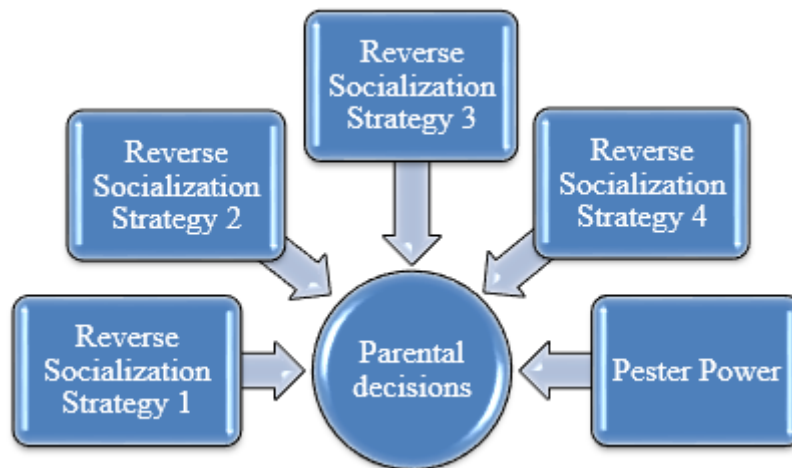 Reverse
Socialization
Strategy 3
Reverse
Socialization
Strategy 2
Reverse
Socialization
Strategy 4
Reverse
Socialization
Strategy 1
Parental
decisions
Pester Power